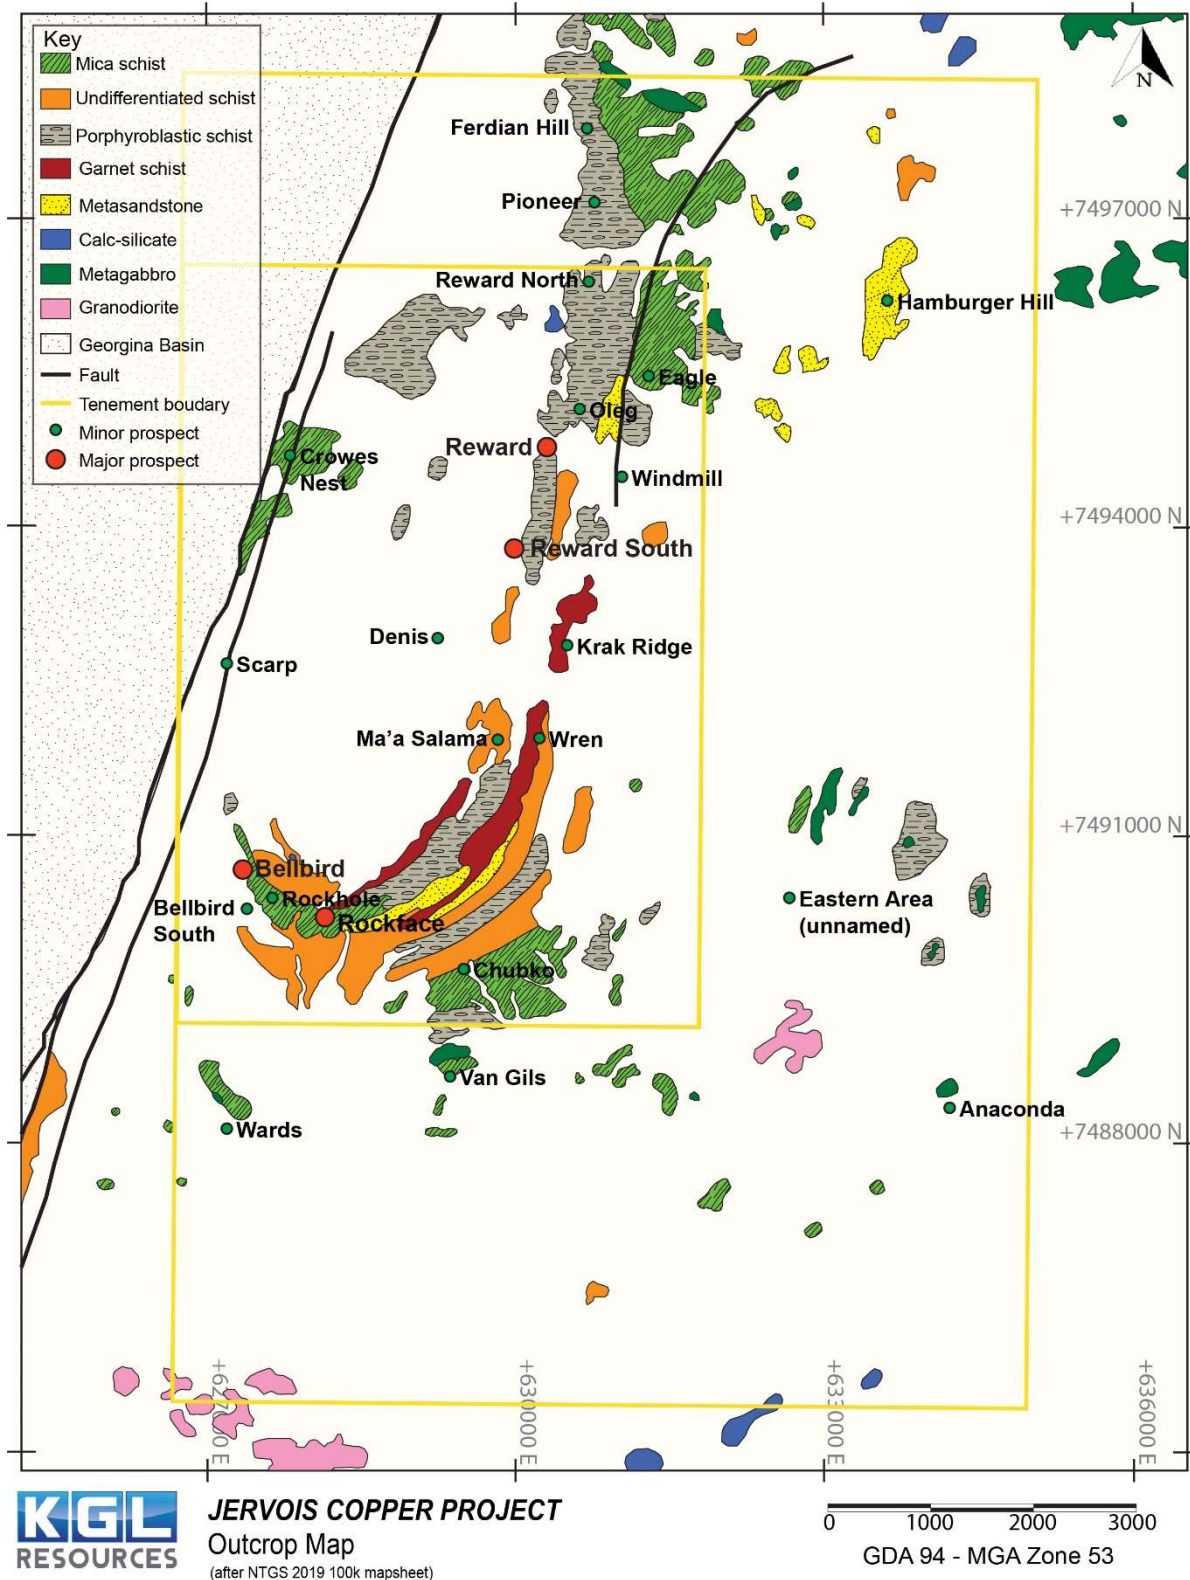 Key
Mica schist
Undifferentiated schist
Porphyroblastic schist
Garnet schist
Metasandstone
Calc-silicate
Metagabbro
Granodiorite
Georgina Basin
Fault
Tenement boudary
Minor prospect
Major prospect
N
Ferdian Hill
Pioneer
+7497000 N
Reward North
Hamburger Hill
Eagle
Oleg
Reward
Crowes
Nest
Windmill
+7494000 N
Reward South
Denis
Krak Ridge
Scarp
Ma'a Salama
Wren
+7491000 N
Bellbird
Rockhole
Bellbird
South
Rockface
Eastern Area
(unnamed)
Chubko
Van Gils
Anaconda
Wards
+7488000 N
+627000 E
+630000 E
+633000 E
+636000 E
KGL
RESOURCES
JERVOIS COPPER PROJECT
Outcrop Map
(after NTGS 2019 100k mapsheet)
0 1000 2000 3000
GDA 94 - MGA Zone 53